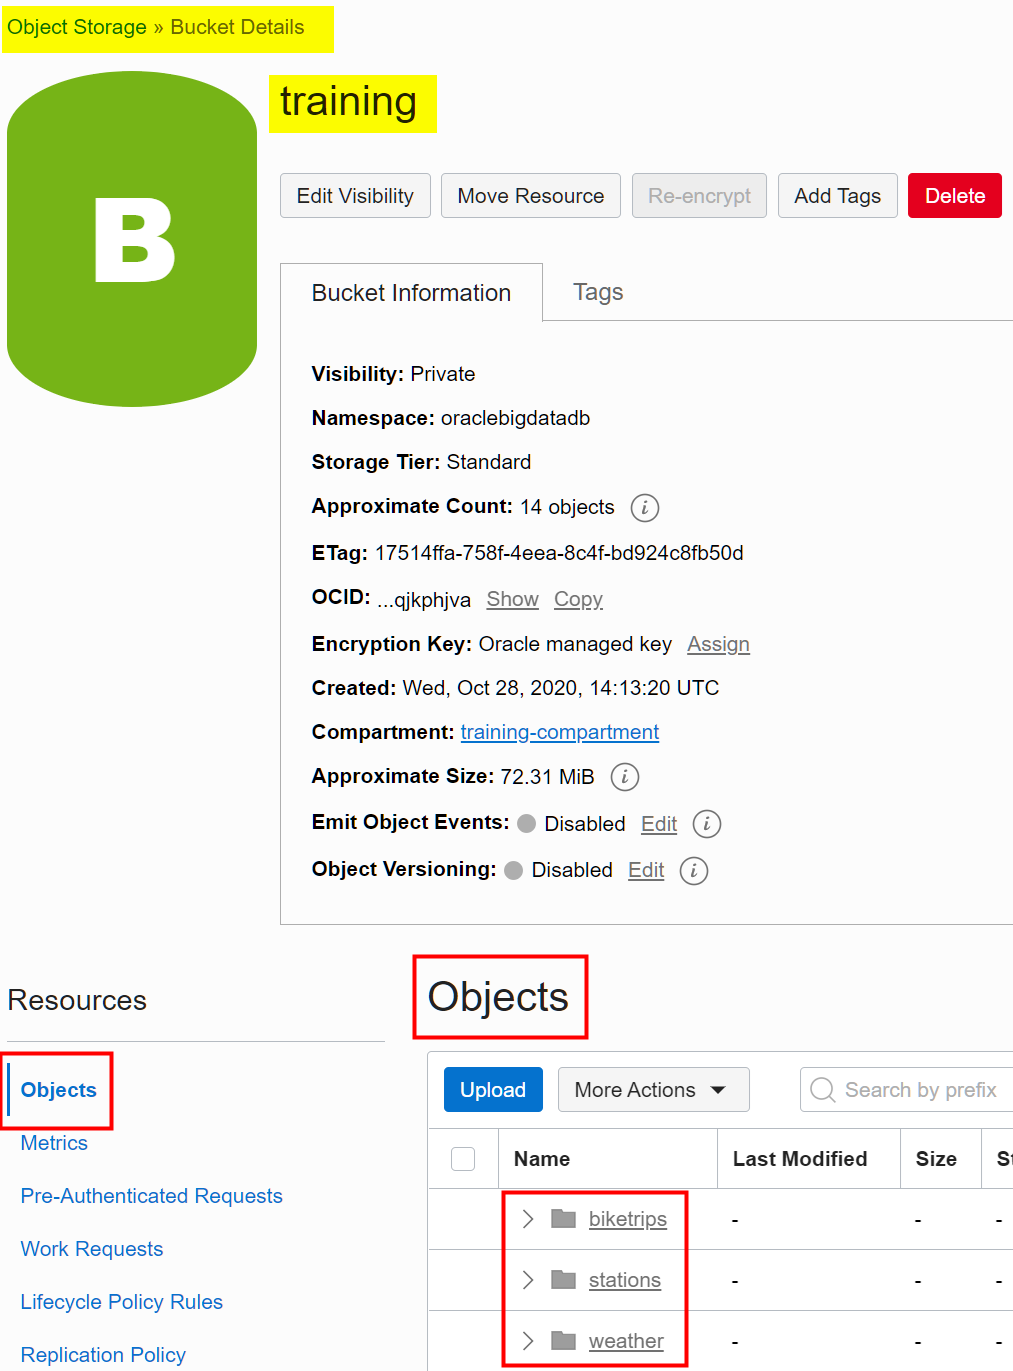 Object Storage » Bucket Details
B
training
Edit Visibility Move Resource Re-encrypt Add Tags Delete
Bucket Information Tags
Visibility: Private
Namespace: oraclebigdatadb
Storage Tier: Standard
Approximate Count: 14 objects i
ETag: 17514ffa-758f-4eea-8c4f-bd924c8fb50d
OCID: ...qjkphjva Show Copy
Encryption Key: Oracle managed key Assign
Created: Wed, Oct 28, 2020, 14:13:20 UTC
Compartment: training-compartment
Approximate Size: 72.31 MiB i
Emit Object Events: Disabled Edit i
Object Versioning: Disabled Edit i
Resources
Objects
Metrics
Pre-Authenticated Requests
Work Requests
Lifecycle Policy Rules
Replication Policy
Objects
Upload More Actions Search by prefix
Name Last Modified Size
biketrips - - -
stations - - -
weather - - -